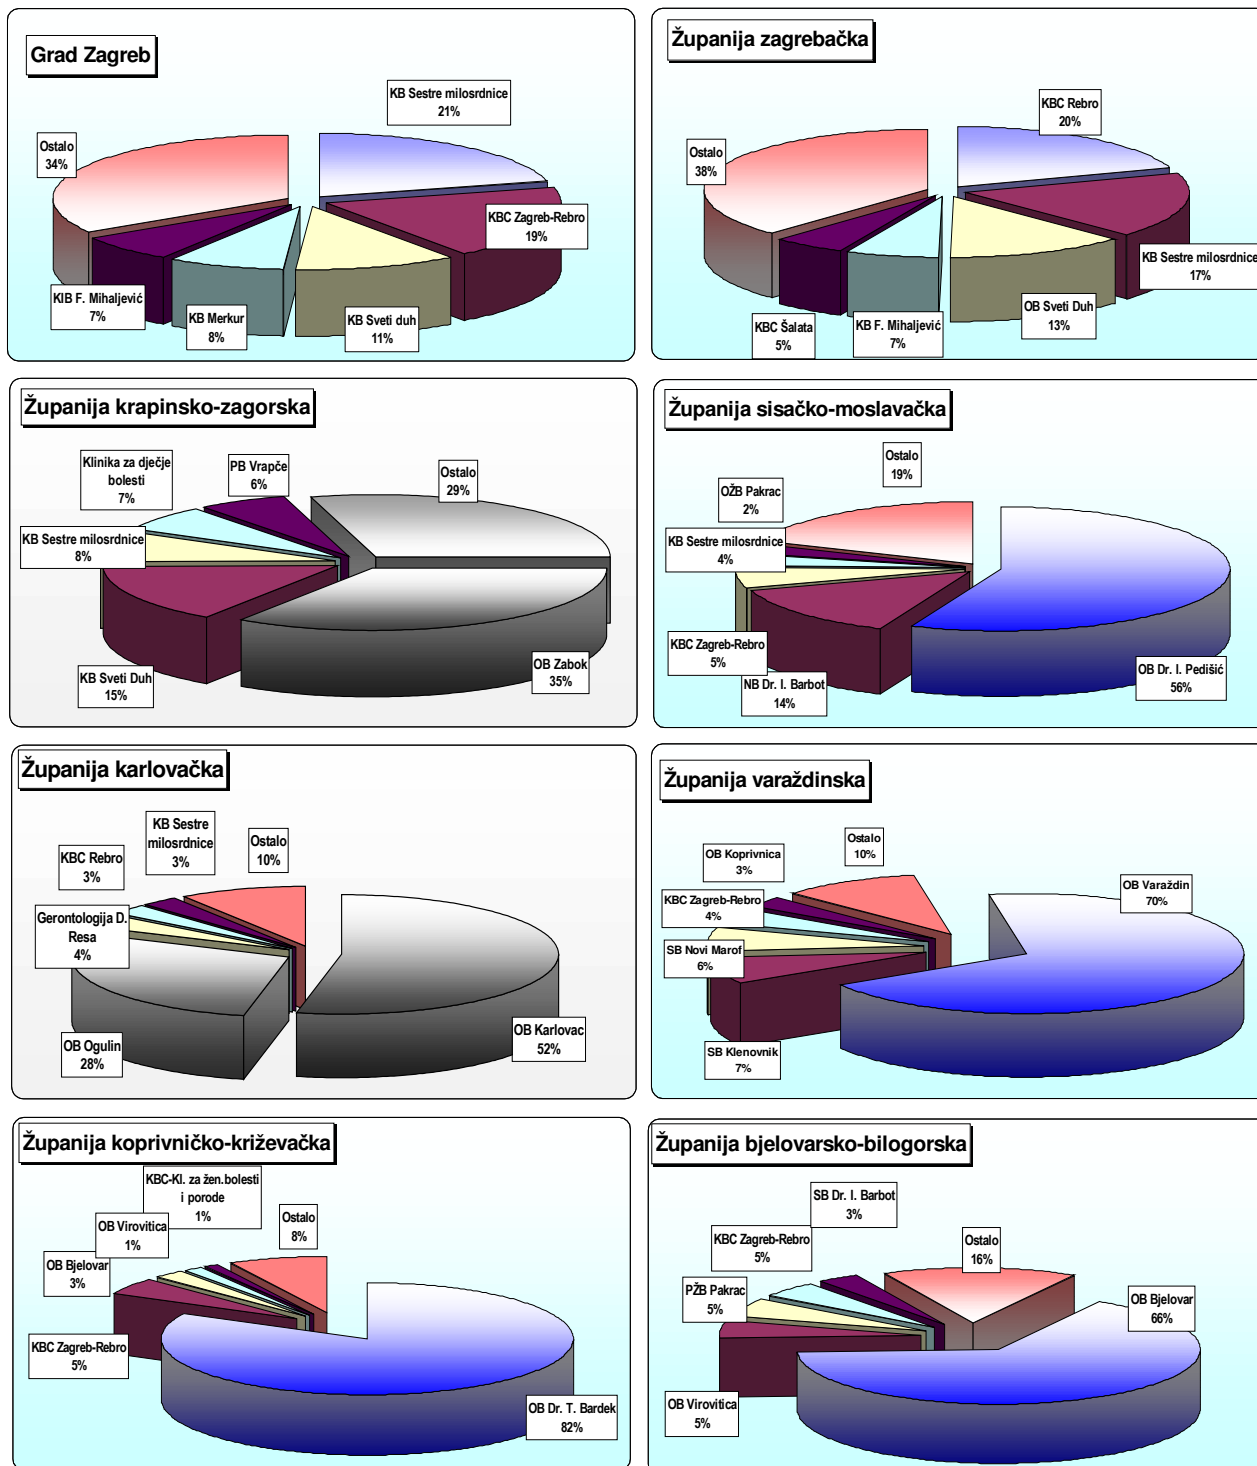 Grad Zagreb
KB Sestre milosrdnice
21%
Ostalo
34%
KBC Zagreb-Rebro
19%
KIB F. Mihaljević
7%
KB Merkur
8%
KB Sveti duh
11%
Županija zagrebačka
KBC Rebro
20%
Ostalo
38%
KB Sestre milosrdnice
17%
OB Sveti Duh
13%
KBC Šalata
5%
KB F. Mihaljević
7%
Županija krapinsko-zagorska
Klinika za dječje
bolesti
7%
PB Vrapče
6%
Ostalo
29%
KB Sestre milosrdnice
8%
KB Sveti Duh
15%
OB Zabok
35%
Županija sisačko-moslavačka
Ostalo
19%
OŽB Pakrac
2%
KB Sestre milosrdnice
4%
KBC Zagreb-Rebro
5%
NB Dr. I. Barbot
14%
OB Dr. I. Pedišić
56%
Županija karlovačka
KB Sestre
milosrdnice
3%
Ostalo
10%
KBC Rebro
3%
Gerontologija D.
Resa
4%
OB Ogulin
28%
OB Karlovac
52%
Županija varaždinska
OB Koprivnica
3%
Ostalo
10%
OB Varaždin
70%
KBC Zagreb-Rebro
4%
SB Novi Marof
6%
SB Klenovnik
7%
Županija koprivničko-križevačka
KBC-Kl. za žen.bolesti
i porode
1%
Ostalo
8%
OB Virovitica
1%
OB Bjelovar
3%
KBC Zagreb-Rebro
5%
OB Dr. T. Bardek
82%
Županija bjelovarsko-bilogorska
SB Dr. I. Barbot
3%
KBC Zagreb-Rebro
5%
Ostalo
16%
PŽB Pakrac
5%
OB Bjelovar
66%
OB Virovitica
5%